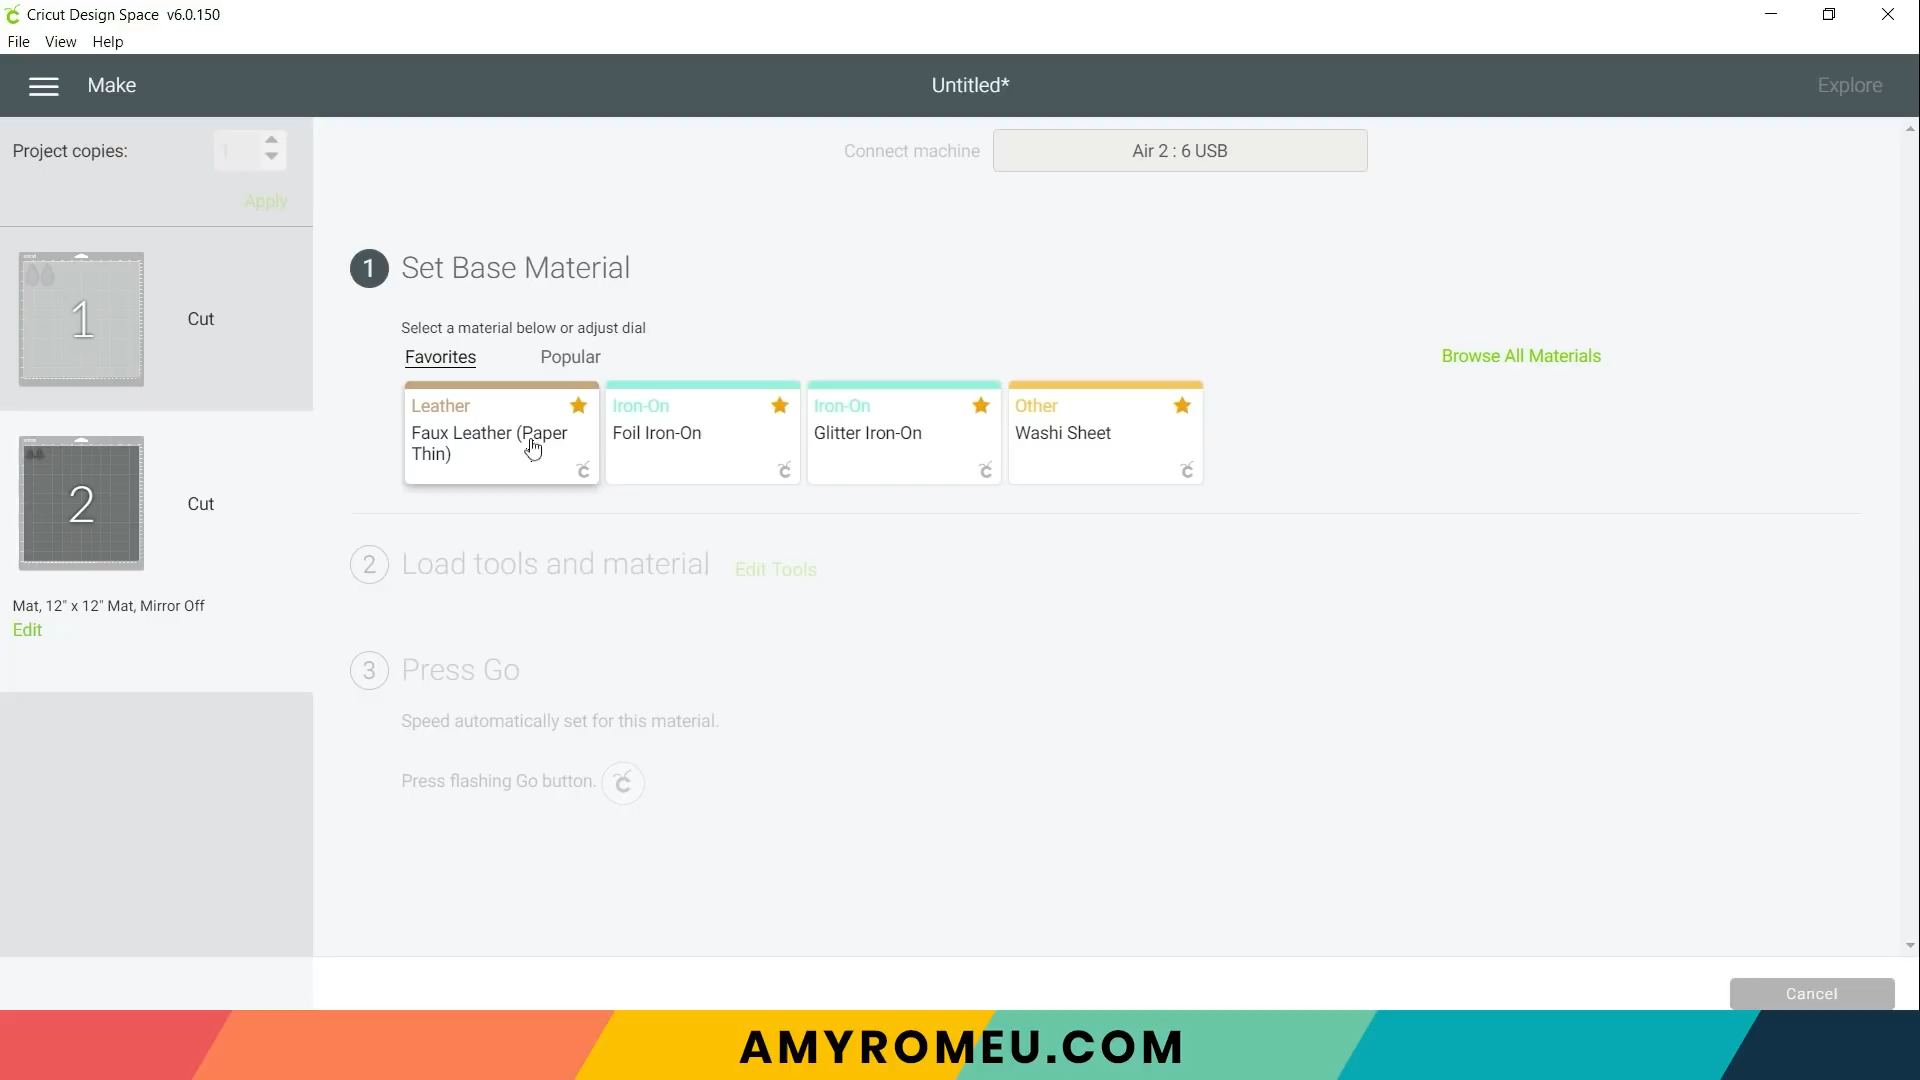 Cricut Design Space v6.0.150
File View Help
Make
Untitled*
Explore
Project copies:
1
Apply
Connect machine
Air 2 : 6 USB
1
Cut
2
Cut
Mat, 12" x 12" Mat, Mirror Off
Edit
1 Set Base Material
Select a material below or adjust dial
Favorites
Popular
Browse All Materials
Leather
Faux Leather (Paper
Thin)
Iron-On
Foil Iron-On
Iron-On
Glitter Iron-On
Other
Washi Sheet
2 Load tools and material
Edit Tools
3 Press Go
Speed automatically set for this material.
Press flashing Go button.
Cancel
AMYROMEU.COM